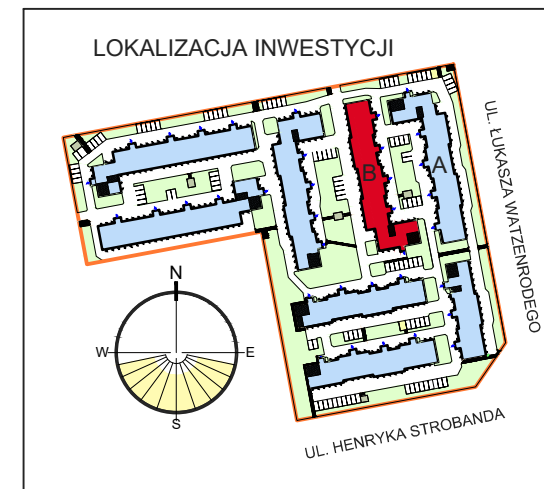 LOKALIZACJA INWESTYCJI
B
A
UL. ŁUKASZA WATZENRODEGO
N
W
E
S
UL. HENRYKA STROBANDA